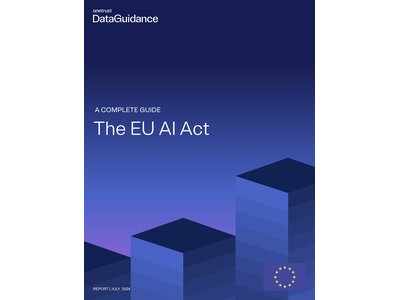 onetrust
DataGuidance
A COMPLETE GUIDE
The EU AI Act
REPORT | JULY 2024